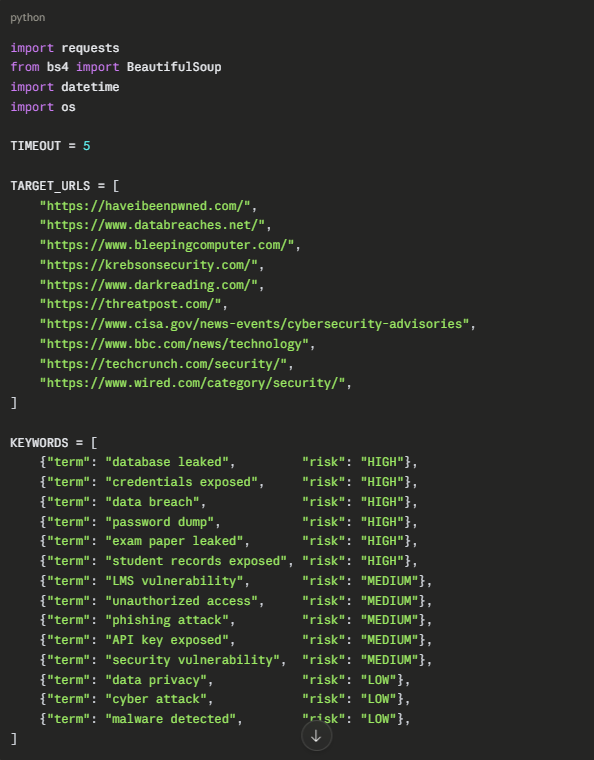 python
import requests
from bs4 import BeautifulSoup
import datetime
import os
TIMEOUT = 5
TARGET_URLS = [
    "https://haveibeenpwned.com/",
    "https://www.databreaches.net/",
    "https://www.bleepingcomputer.com/",
    "https://krebsonsecurity.com/",
    "https://www.darkreading.com/",
    "https://threatpost.com/",
    "https://www.cisa.gov/news-events/cybersecurity-advisories",
    "https://www.bbc.com/news/technology",
    "https://techcrunch.com/security/",
    "https://www.wired.com/category/security/",
]
KEYWORDS = [
    {"term": "database leaked",         "risk": "HIGH"},
    {"term": "credentials exposed",     "risk": "HIGH"},
    {"term": "data breach",             "risk": "HIGH"},
    {"term": "password dump",           "risk": "HIGH"},
    {"term": "exam paper leaked",       "risk": "HIGH"},
    {"term": "student records exposed", "risk": "HIGH"},
    {"term": "LMS vulnerability",       "risk": "MEDIUM"},
    {"term": "unauthorized access",     "risk": "MEDIUM"},
    {"term": "phishing attack",         "risk": "MEDIUM"},
    {"term": "API key exposed",         "risk": "MEDIUM"},
    {"term": "security vulnerability",  "risk": "MEDIUM"},
    {"term": "data privacy",            "risk": "LOW"},
    {"term": "cyber attack",            "risk": "LOW"},
    {"term": "malware detected",        "risk": "LOW"},
]